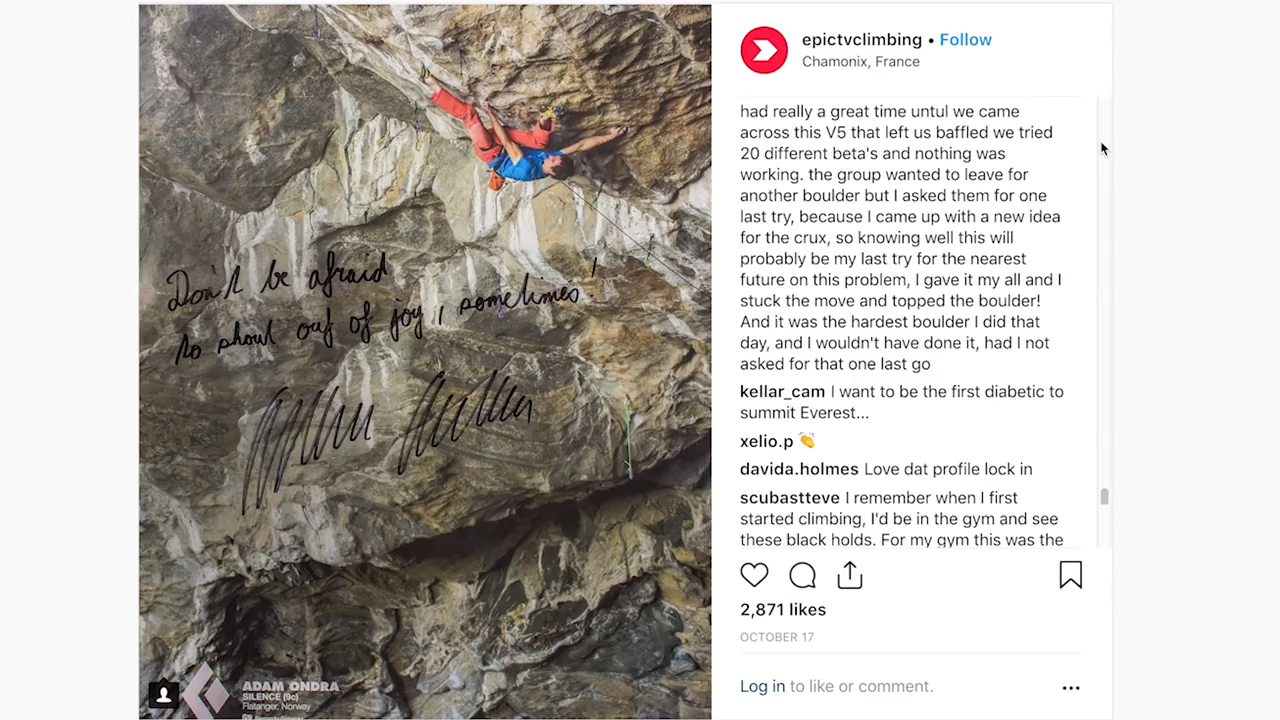 Don't be afraid
to shout out of joy, sometimes!
ADAM ONDRA
SILENCE (9c)
Flatanger, Norway
epictvclimbing • Follow
Chamonix, France
had really a great time untul we came
across this V5 that left us baffled we tried
20 different beta's and nothing was
working. the group wanted to leave for
another boulder but I asked them for one
last try, because I came up with a new idea
for the crux, so knowing well this will
probably be my last try for the nearest
future on this problem, I gave it my all and I
stuck the move and topped the boulder!
And it was the hardest boulder I did that
day, and I wouldn't have done it, had I not
asked for that one last go
kellar_cam I want to be the first diabetic to
summit Everest...
xelio.p 👏
davida.holmes Love dat profile lock in
scubastteve I remember when I first
started climbing, I'd be in the gym and see
these black holds. For my gym this was the
2,871 likes
OCTOBER 17
Log in to like or comment.